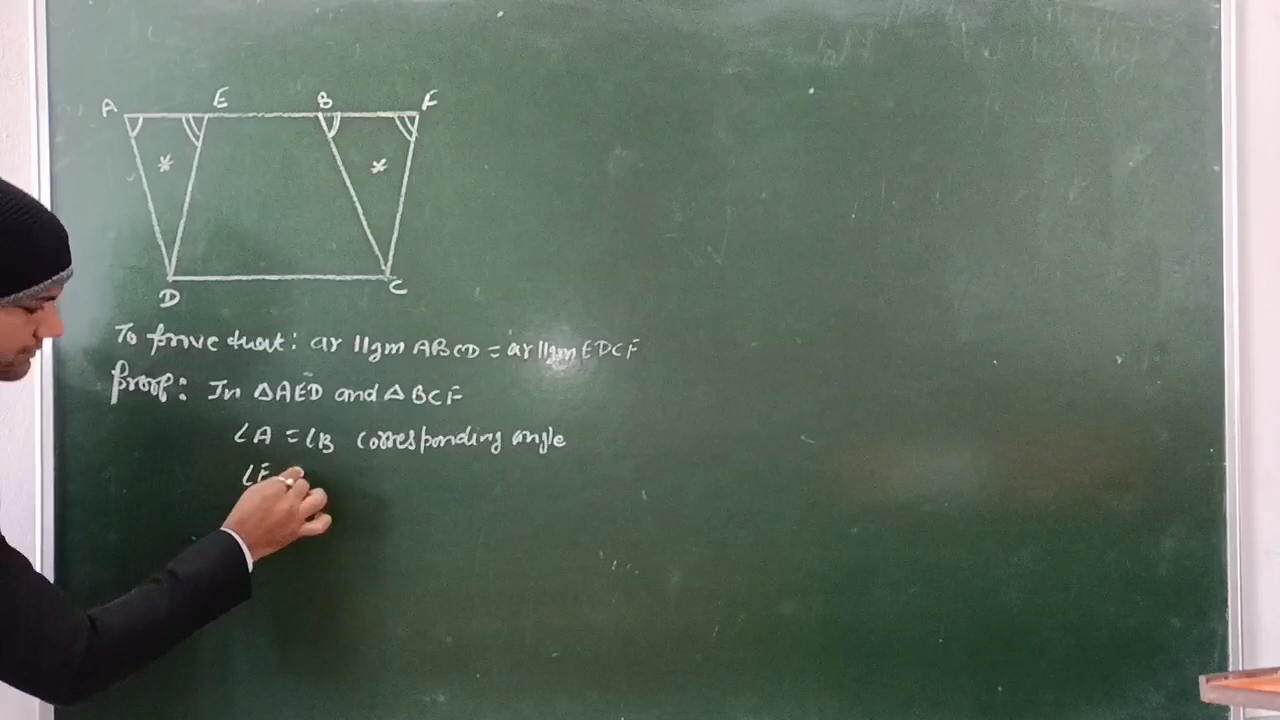 A E B F
* *
D C
To prove that: ar ||gm ABCD = ar ||gm EDCF
Proof: In △AED and △BCF
∠A = ∠B corresponding angle
∠E